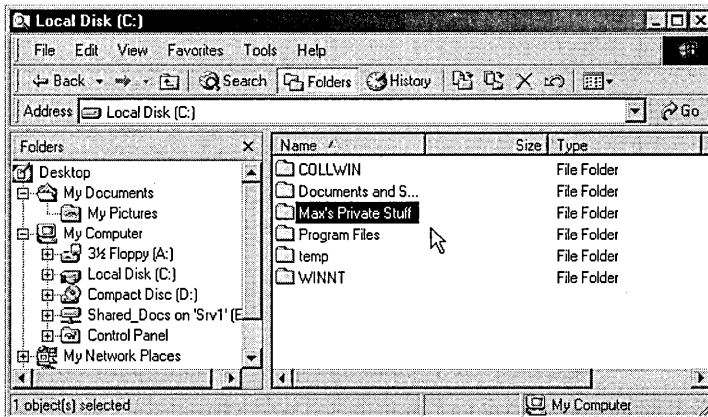 Local Disk (C:)
File Edit View Favorites Tools Help
Back Search Folders History
Address Local Disk (C:) Go
Folders
Desktop
My Documents
My Pictures
My Computer
3½ Floppy (A:)
Local Disk (C:)
Compact Disc (D:)
Shared_Docs on 'Srv1' (E
Control Panel
My Network Places
Name Size Type
COLLWIN File Folder
Documents and S... File Folder
Max's Private Stuff File Folder
Program Files File Folder
temp File Folder
WINNT File Folder
1 object(s) selected My Computer